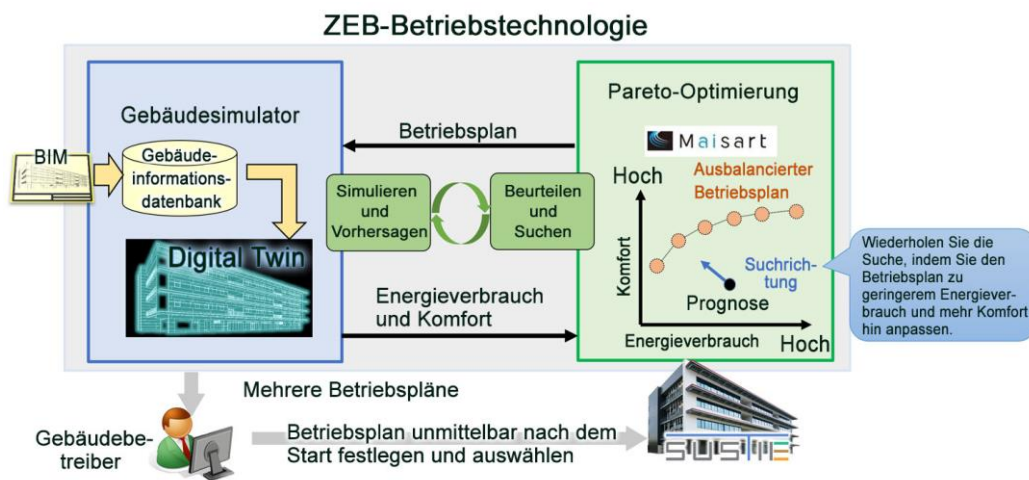 ZEB-Betriebstechnologie
Gebäudesimulator
BIM
Gebäude-
informations-
datenbank
Digital Twin
Betriebsplan
Simulieren
und
Vorhersagen
Beurteilen
und
Suchen
Energieverbrauch
und Komfort
Pareto-Optimierung
Maisart
Hoch
Ausbalancierter
Betriebsplan
Komfort
Suchrich-
tung
Prognose
Energieverbrauch
Hoch
Wiederholen Sie die
Suche, indem Sie den
Betriebsplan zu
geringerem Energiever-
brauch und mehr Komfort
hin anpassen.
Mehrere Betriebspläne
Gebäudebe-
treiber
Betriebsplan unmittelbar nach dem
Start festlegen und auswählen
SUSTIE